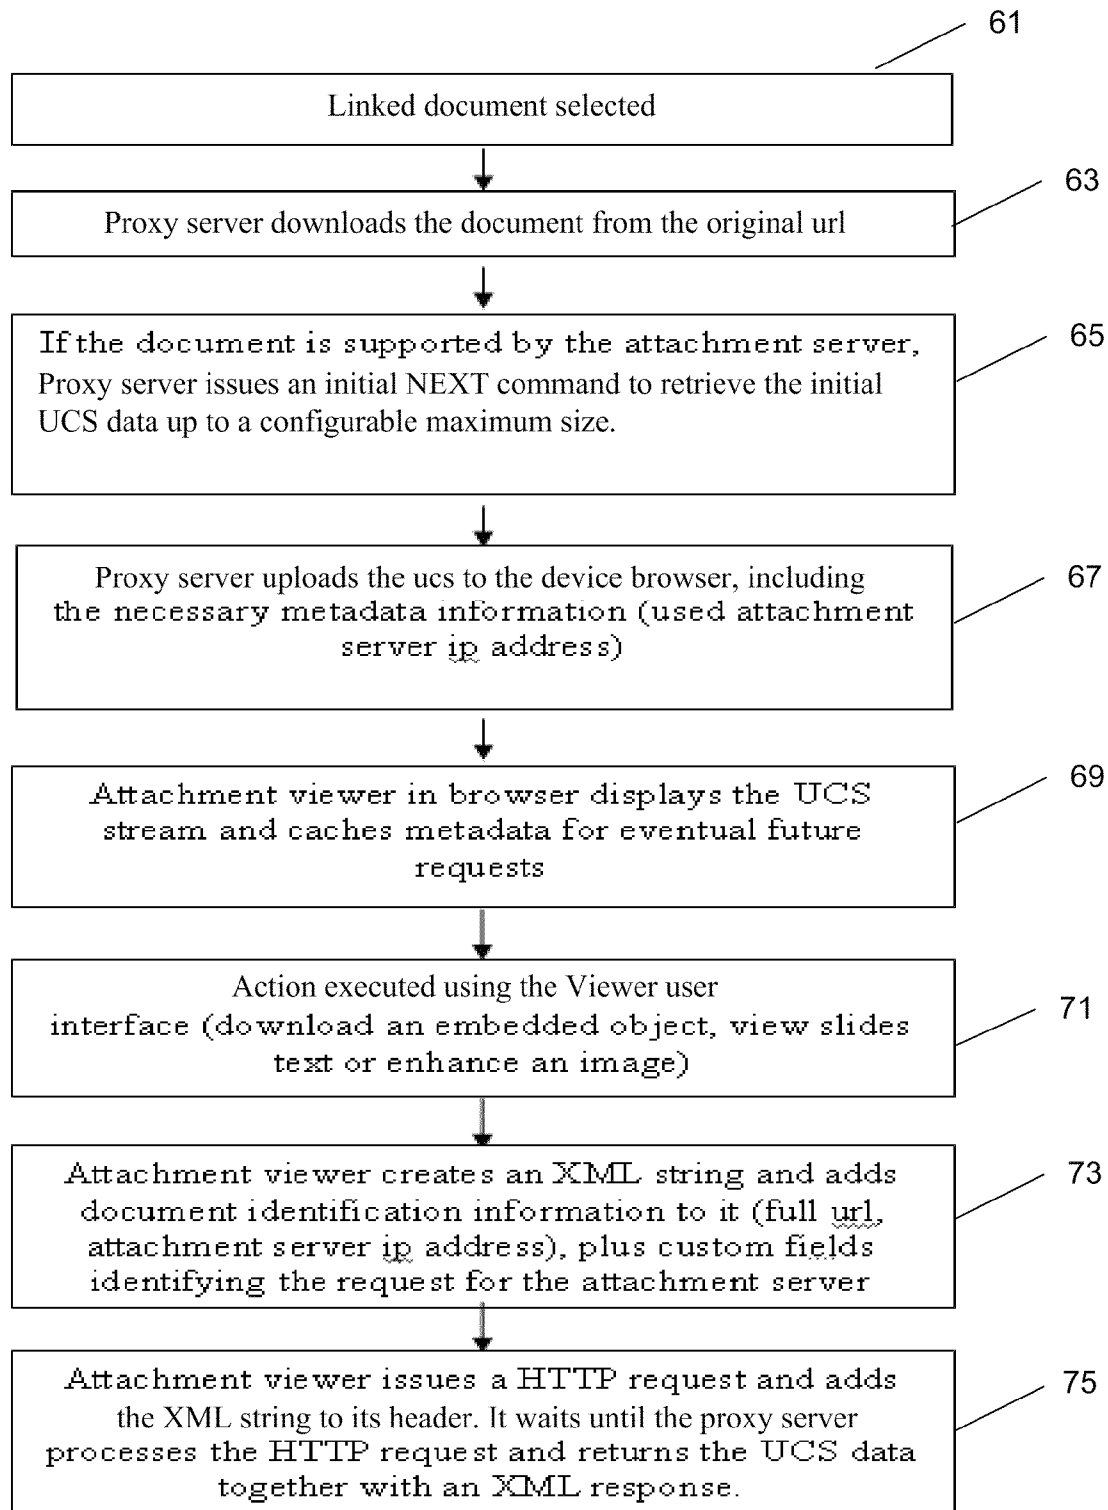 61
Linked document selected
63
Proxy server downloads the document from the original url
65
If the document is supported by the attachment server,
Proxy server issues an initial NEXT command to retrieve the initial
UCS data up to a configurable maximum size.
67
Proxy server uploads the ucs to the device browser, including
the necessary metadata information (used attachment
server ip address)
69
Attachment viewer in browser displays the UCS
stream and caches metadata for eventual future
requests
71
Action executed using the Viewer user
interface (download an embedded object, view slides
text or enhance an image)
73
Attachment viewer creates an XML string and adds
document identification information to it (full url,
attachment server ip address), plus custom fields
identifying the request for the attachment server
75
Attachment viewer issues a HTTP request and adds
the XML string to its header. It waits until the proxy server
processes the HTTP request and returns the UCS data
together with an XML response.